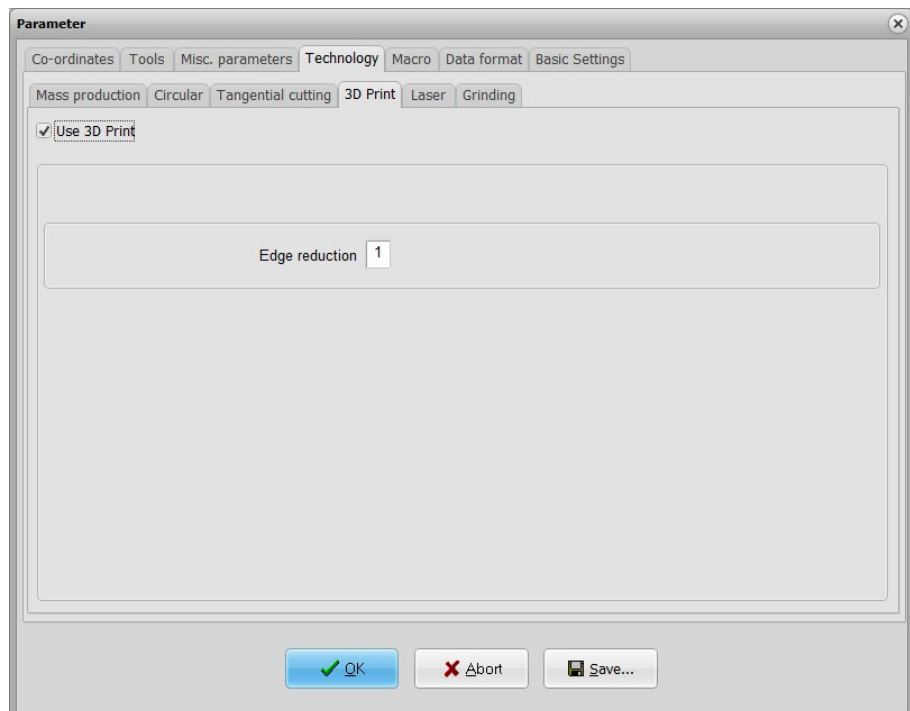 Parameter
Co-ordinates Tools Misc. parameters Technology Macro Data format Basic Settings
Mass production Circular Tangential cutting 3D Print Laser Grinding
Use 3D Print
Edge reduction 1
OK Abort Save...